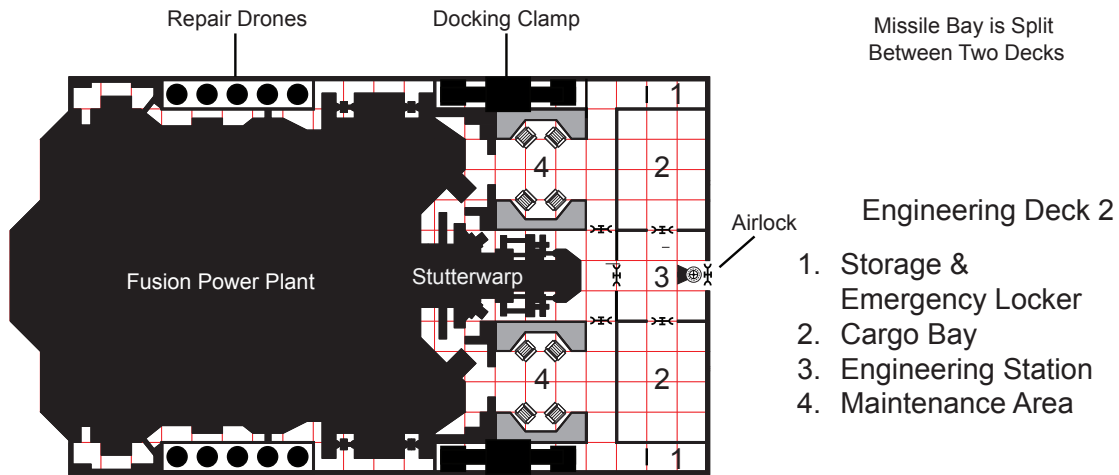 Repair Drones
Docking Clamp
Missile Bay is Split
Between Two Decks
1
4
2
Airlock
Engineering Deck 2
Fusion Power Plant
Stutterwarp
3
1. Storage &
Emergency Locker
2. Cargo Bay
3. Engineering Station
4. Maintenance Area
4
2
1